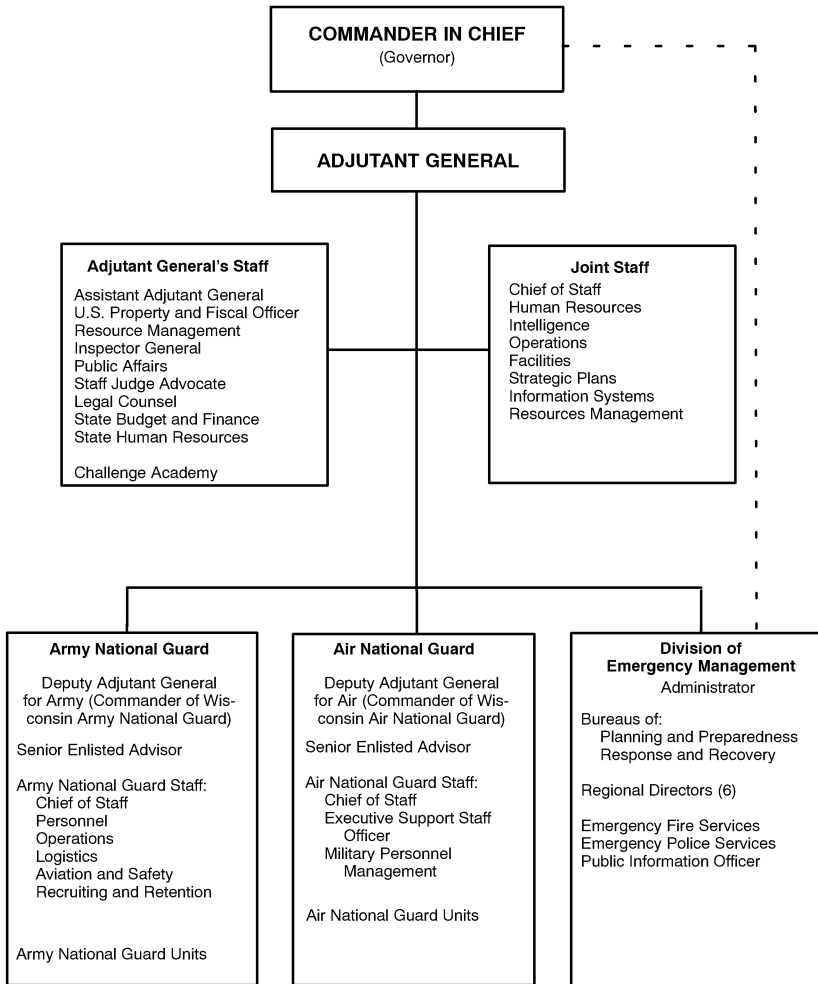 COMMANDER IN CHIEF
(Governor)
ADJUTANT GENERAL
Adjutant General's Staff
Assistant Adjutant General
U.S. Property and Fiscal Officer
Resource Management
Inspector General
Public Affairs
Staff Judge Advocate
Legal Counsel
State Budget and Finance
State Human Resources
Challenge Academy
Joint Staff
Chief of Staff
Human Resources
Intelligence
Operations
Facilities
Strategic Plans
Information Systems
Resources Management
Army National Guard
Deputy Adjutant General
for Army (Commander of Wis-
consin Army National Guard)
Senior Enlisted Advisor
Army National Guard Staff:
Chief of Staff
Personnel
Operations
Logistics
Aviation and Safety
Recruiting and Retention
Army National Guard Units
Air National Guard
Deputy Adjutant General
for Air (Commander of Wis-
consin Air National Guard)
Senior Enlisted Advisor
Air National Guard Staff:
Chief of Staff
Executive Support Staff
Officer
Military Personnel
Management
Air National Guard Units
Division of
Emergency Management
Administrator
Bureaus of:
Planning and Preparedness
Response and Recovery
Regional Directors (6)
Emergency Fire Services
Emergency Police Services
Public Information Officer